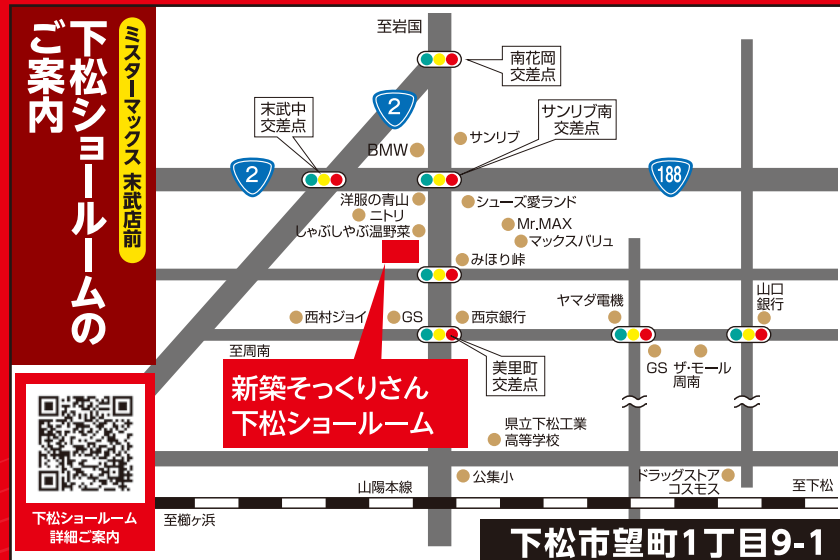 ミスターマックス 末武店前
下松ショールームの
ご案内
下松ショールーム
詳細ご案内
至岩国
南花岡
交差点
2
末武中
交差点
サンリブ南
交差点
BMW
サンリブ
2
188
洋服の青山
ニトリ
しゃぶしゃぶ温野菜
シューズ愛ランド
Mr.MAX
マックスバリュ
みほり峠
西村ジョイ
GS
西京銀行
ヤマダ電機
山口
銀行
至周南
美里町
交差点
GS
ザ・モール
周南
新築そっくりさん
下松ショールーム
県立下松工業
高等学校
公集小
ドラッグストア
コスモス
至下松
山陽本線
至櫛ヶ浜
下松市望町1丁目9-1